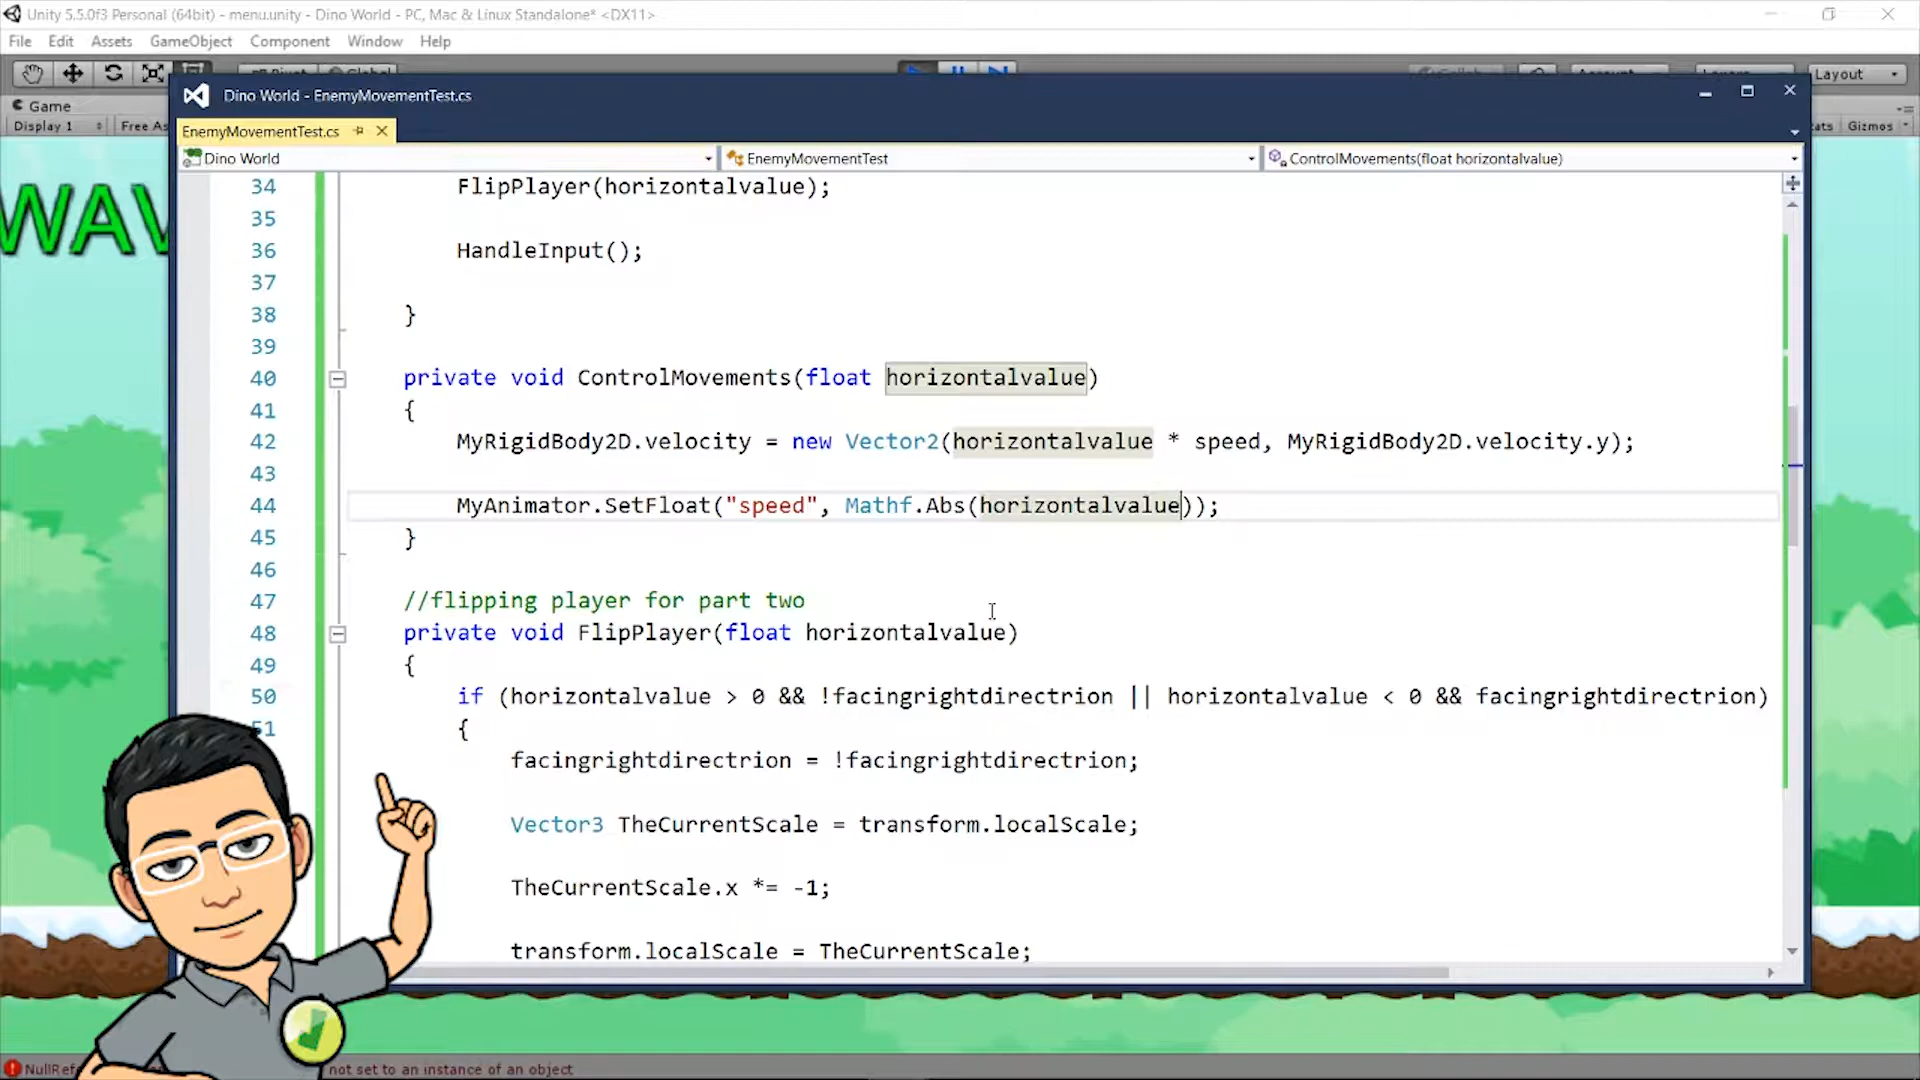 Unity 5.5.0f3 Personal (64bit) - menu.unity - Dino World - PC, Mac & Linux Standalone* <DX11>
File Edit Assets GameObject Component Window Help
Layout
Game
Display 1 Free As
Gizmos
WAV
Dino World - EnemyMovementTest.cs
EnemyMovementTest.cs
Dino World EnemyMovementTest ControlMovements(float horizontalvalue)
34 FlipPlayer(horizontalvalue);
35
36 HandleInput();
37
38 }
39
40 private void ControlMovements(float horizontalvalue)
41 {
42 MyRigidBody2D.velocity = new Vector2(horizontalvalue * speed, MyRigidBody2D.velocity.y);
43
44 MyAnimator.SetFloat("speed", Mathf.Abs(horizontalvalue));
45 }
46
47 //flipping player for part two
48 private void FlipPlayer(float horizontalvalue)
49 {
50 if (horizontalvalue > 0 && !facingrightdirectrion || horizontalvalue < 0 && facingrightdirectrion)
51 {
facingrightdirectrion = !facingrightdirectrion;
Vector3 TheCurrentScale = transform.localScale;
TheCurrentScale.x *= -1;
transform.localScale = TheCurrentScale;
NullRefe not set to an instance of an object